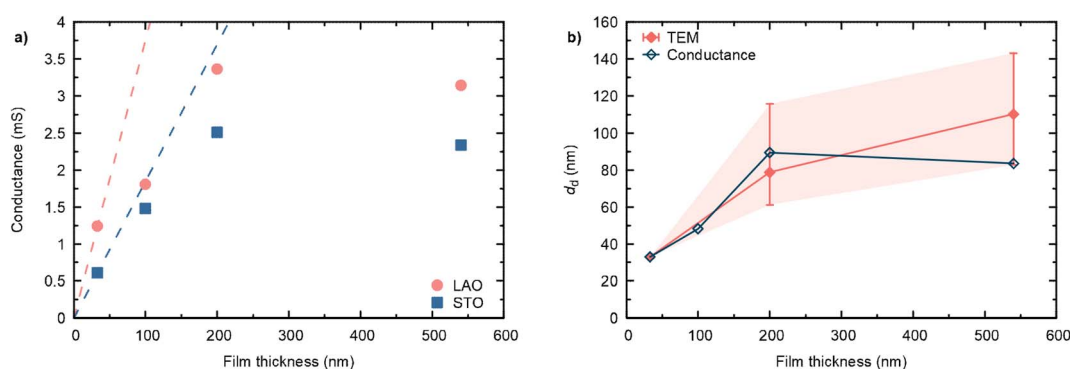 a)
4
3.5
3
2.5
2
1.5
1
0.5
0
Conductance (mS)
0 100 200 300 400 500 600
Film thickness (nm)
LAO
STO
b)
160
140
120
100
80
60
40
20
0
d_d (nm)
0 100 200 300 400 500 600
Film thickness (nm)
TEM
Conductance